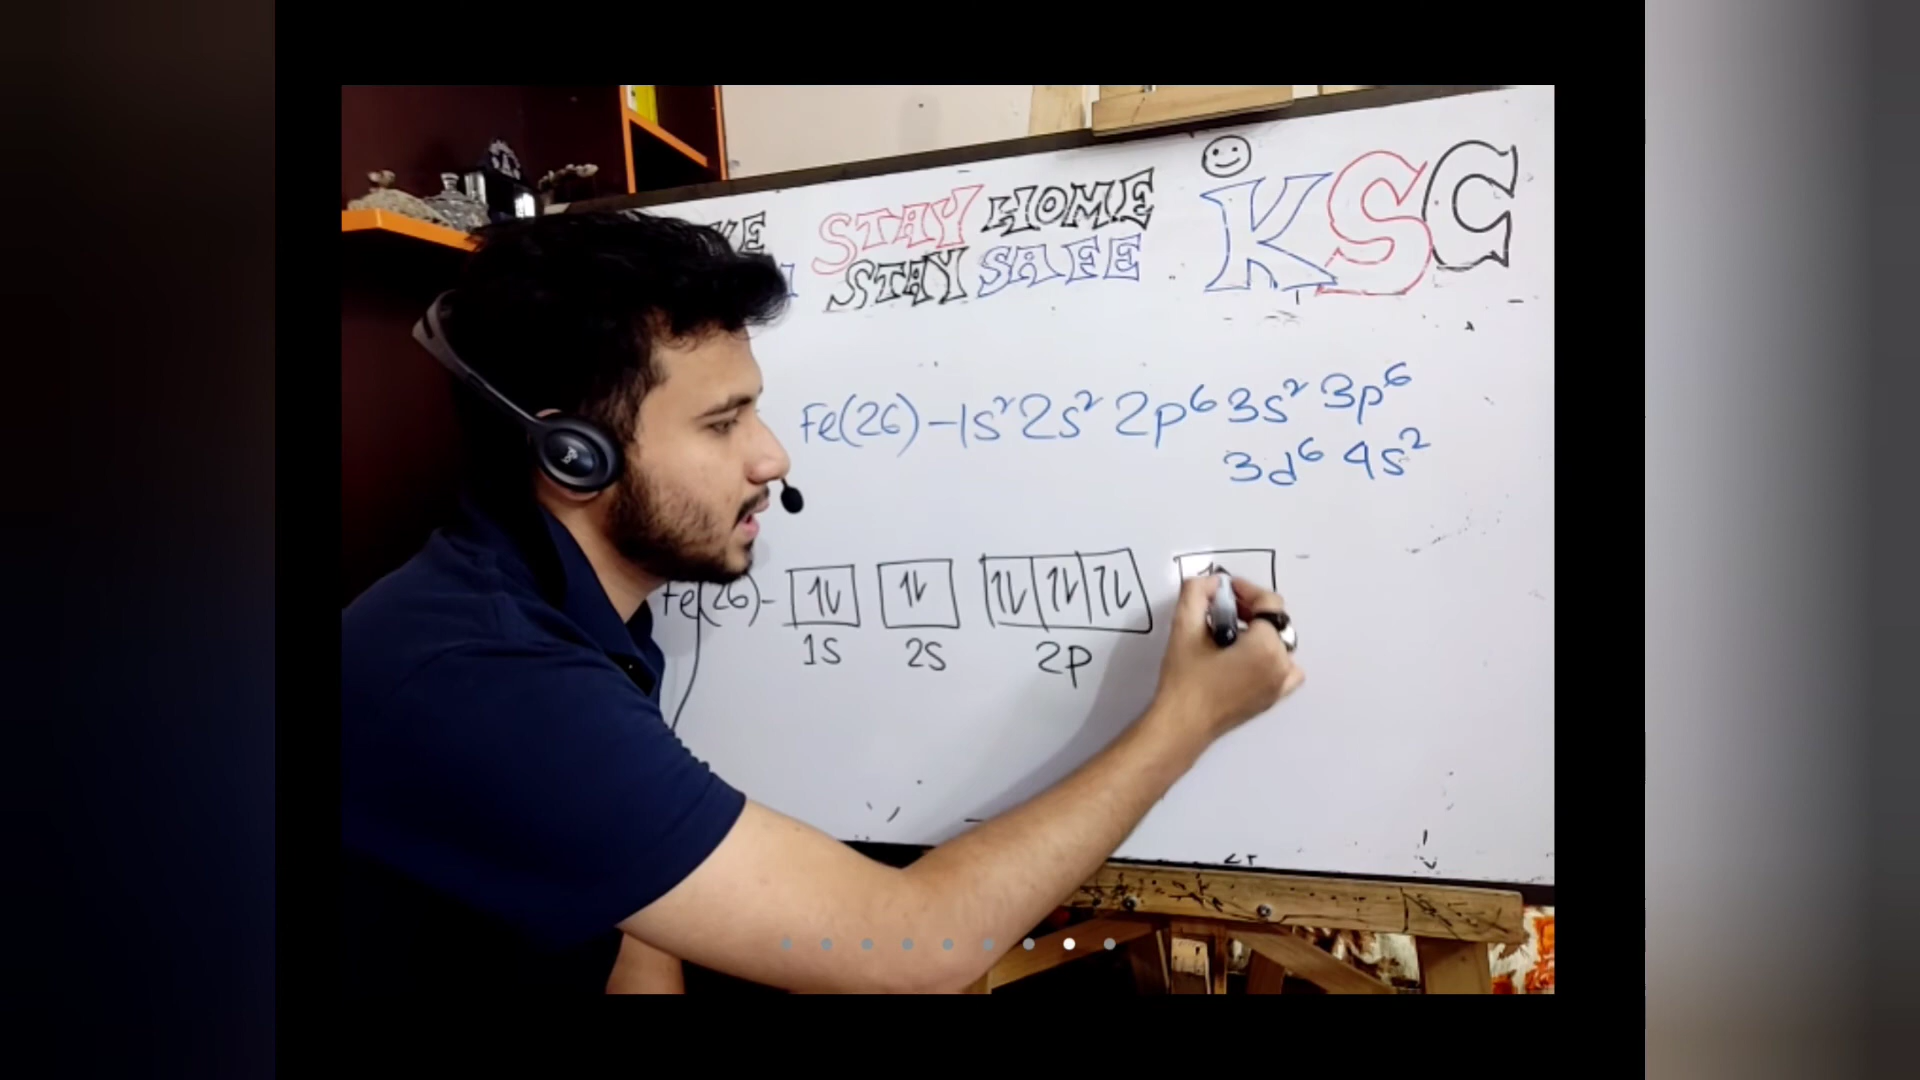 STAY HOME
STAY SAFE
KSC
Fe(26)-1s² 2s² 2p⁶ 3s² 3p⁶
3d⁶ 4s²
Fe(26)- 1↿⇂ 1↿⇂ 1↿⇂ 1↿⇂ 1↿⇂
1s 2s 2p
logi